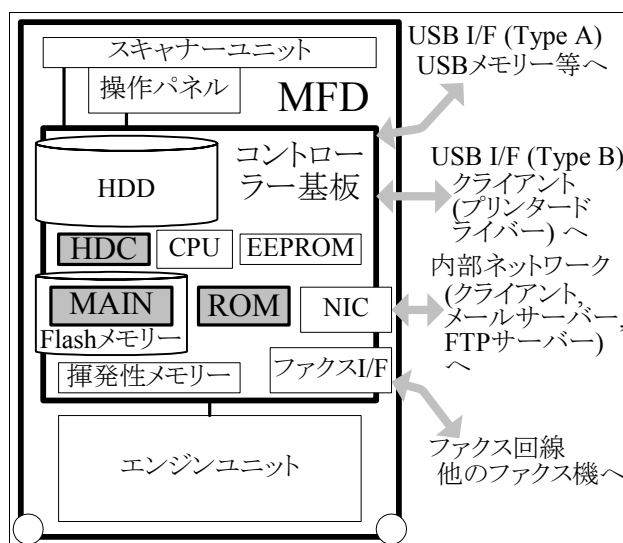 スキャナーユニット
操作パネル
MFD
コントロー
ラー基板
HDD
HDC
CPU
EEPROM
MAIN
Flashメモリー
ROM
NIC
揮発性メモリー
ファクスI/F
エンジンユニット
USB I/F (Type A)
USBメモリー等へ
USB I/F (Type B)
クライアント
(プリンタード
ライバー) へ
内部ネットワーク
(クライアント,
メールサーバー,
FTPサーバー)
へ
ファクス回線
他のファクス機へ